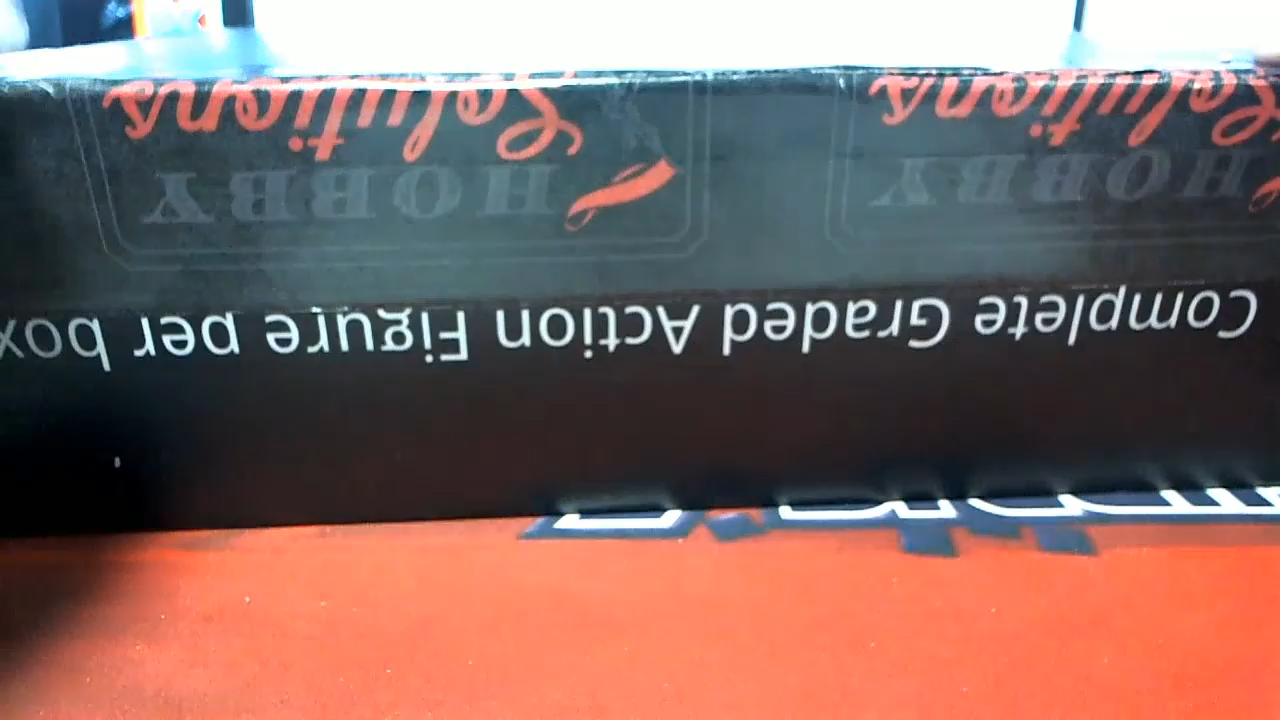 Complete Graded Action Figure per box
HOBBY HOBBY
Solutions Solutions